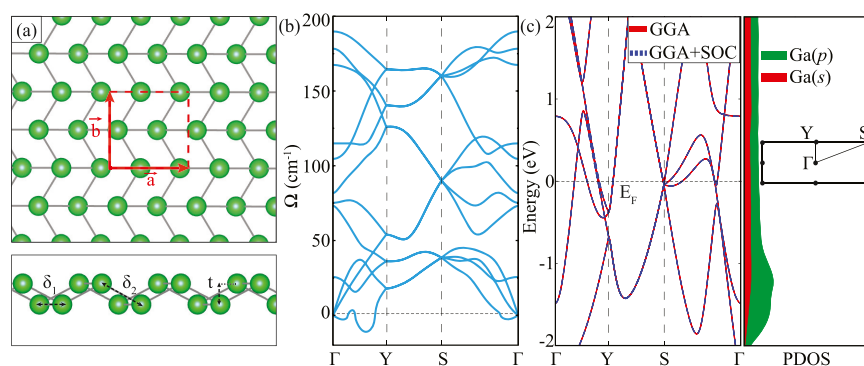 (a)
b
a
δ1
δ2
t
(b)
200
150
100
50
0
Ω (cm-1)
Γ
Y
S
Γ
(c)
2
1
0
-1
-2
Energy (eV)
GGA
GGA+SOC
EF
Γ
Y
S
Γ
Ga(p)
Ga(s)
Y
S
Γ
PDOS